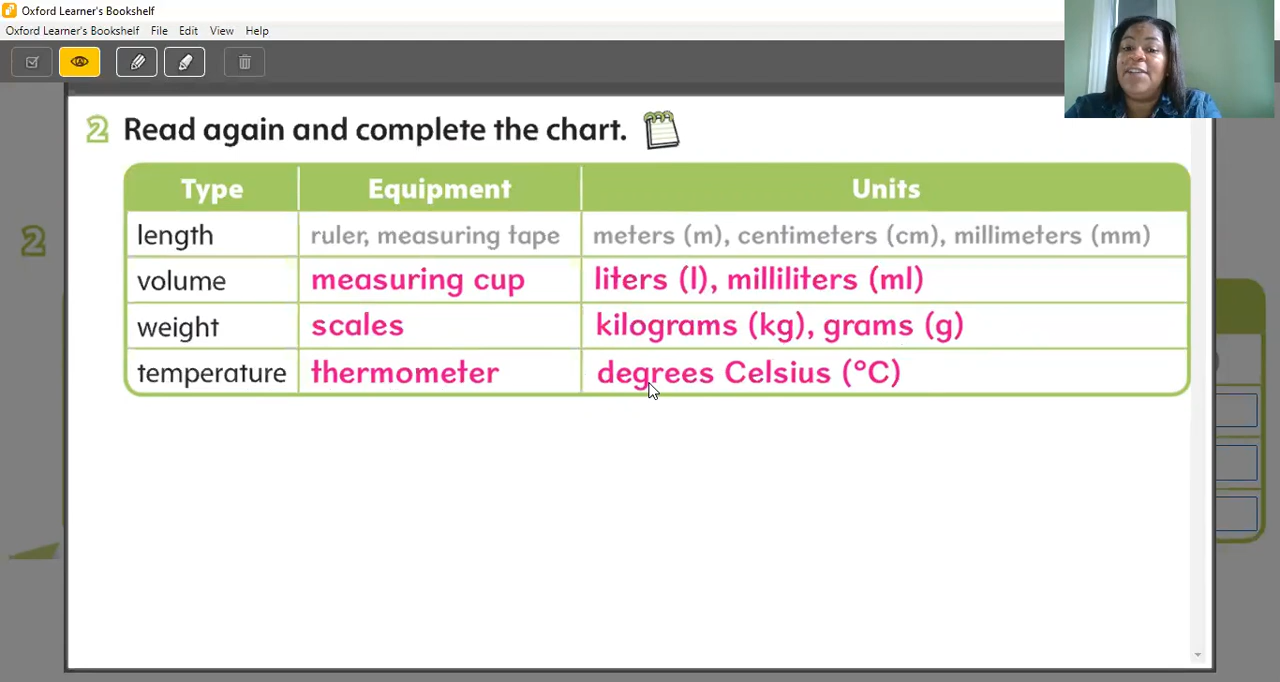 Oxford Learner's Bookshelf
Oxford Learner's Bookshelf File Edit View Help
2 Read again and complete the chart.
Type Equipment Units
length ruler, measuring tape meters (m), centimeters (cm), millimeters (mm)
2
volume measuring cup liters (l), milliliters (ml)
weight scales kilograms (kg), grams (g)
temperature thermometer degrees Celsius (°C)